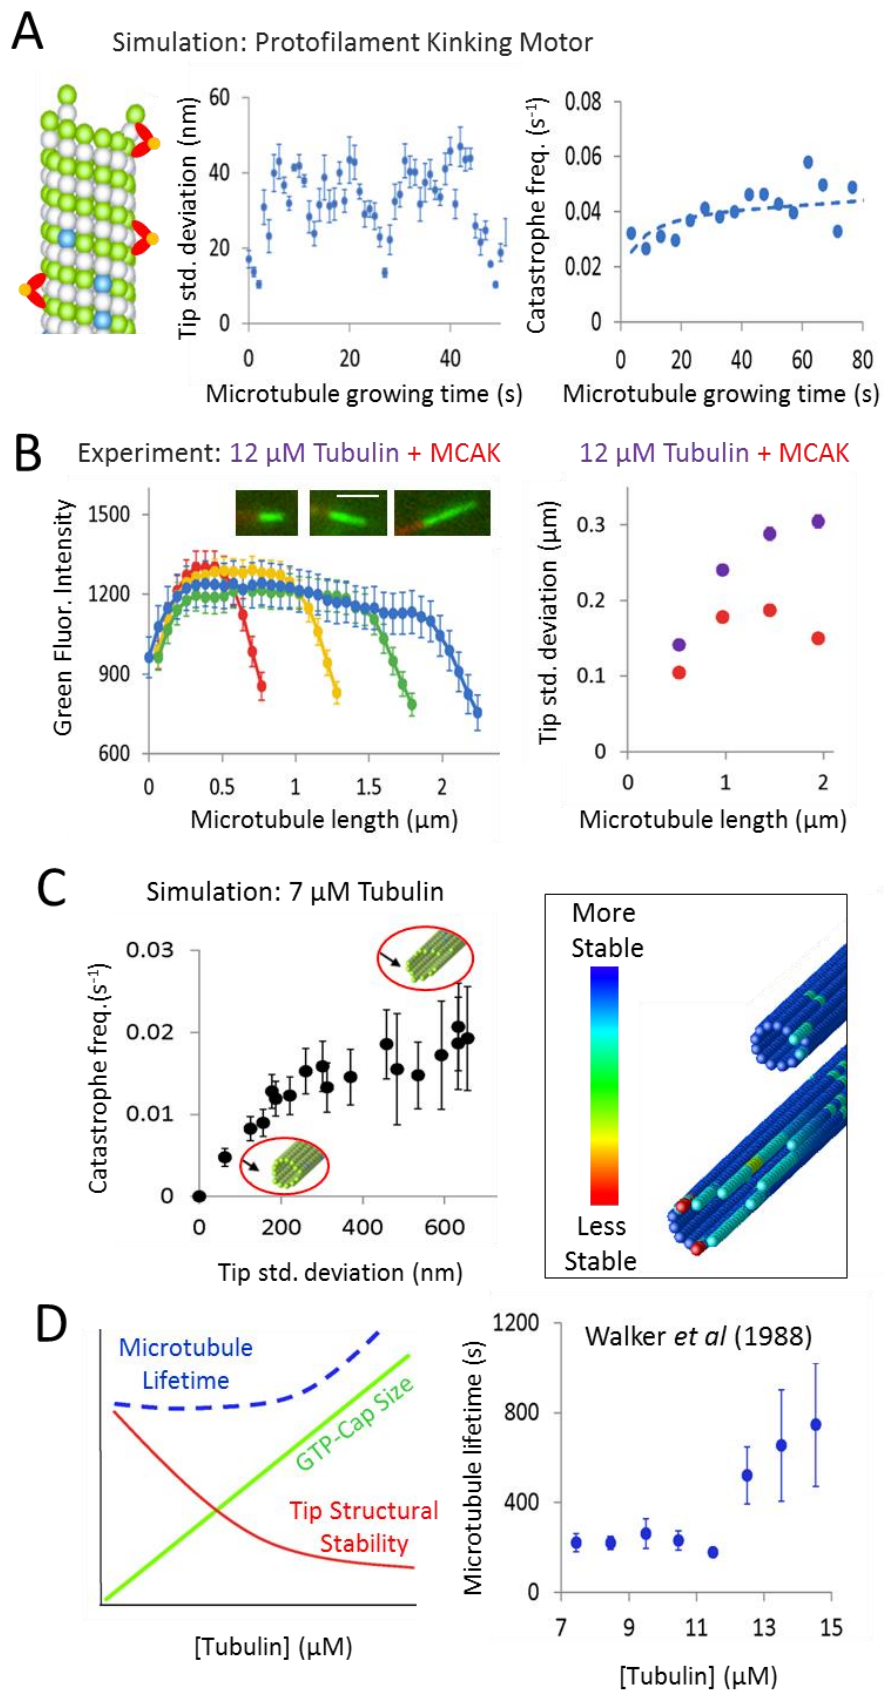 A
Simulation: Protofilament Kinking Motor
Tip std. deviation (nm)
60
40
20
0
0
20
40
Microtubule growing time (s)
Catastrophe freq. (s⁻¹)
0.08
0.06
0.04
0.02
0
0
20
40
60
80
Microtubule growing time (s)
B
Experiment: 12 µM Tubulin + MCAK
Green Fluor. Intensity
1500
1200
900
600
0
0.5
1
1.5
2
Microtubule length (µm)
12 µM Tubulin + MCAK
Tip std. deviation (µm)
0.3
0.2
0.1
0
0
1
2
Microtubule length (µm)
C
Simulation: 7 µM Tubulin
Catastrophe freq.(s⁻¹)
0.03
0.02
0.01
0
0
200
400
600
Tip std. deviation (nm)
More
Stable
Less
Stable
D
Microtubule
Lifetime
GTP-Cap Size
Tip Structural
Stability
[Tubulin] (µM)
Walker et al (1988)
Microtubule lifetime (s)
1200
800
400
0
7
9
11
13
15
[Tubulin] (µM)